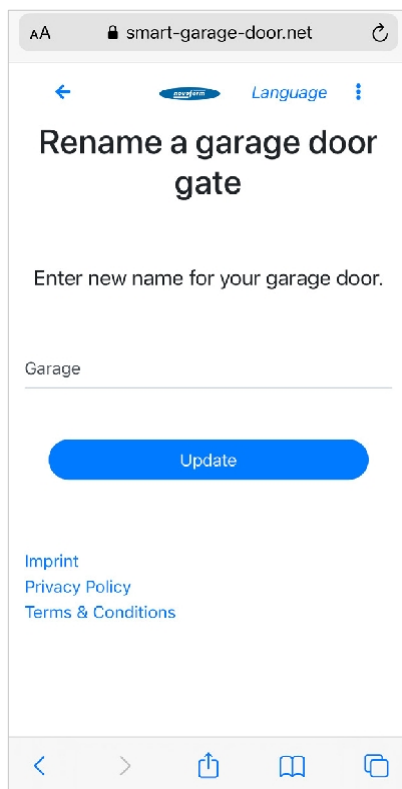 AA smart-garage-door.net
novoferm Language
Rename a garage door
gate
Enter new name for your garage door.
Garage
Update
Imprint
Privacy Policy
Terms & Conditions